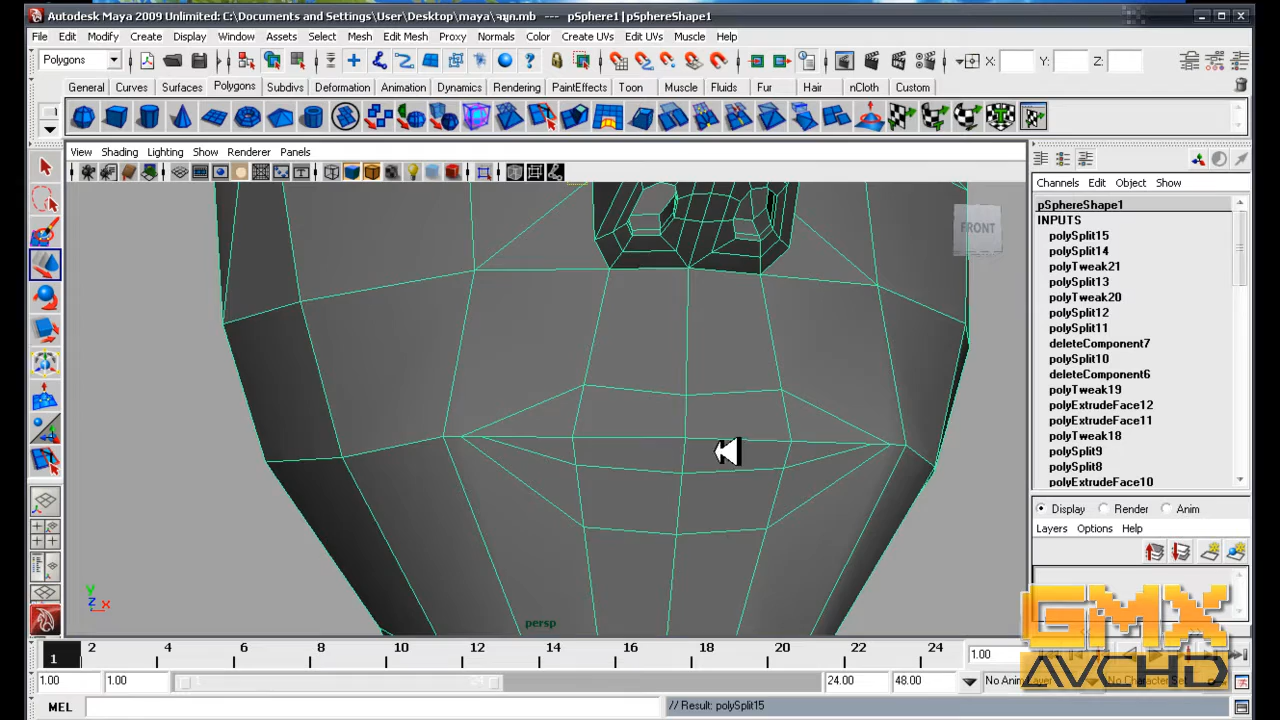 Autodesk Maya 2009 Unlimited: C:\Documents and Settings\User\Desktop\maya\ --- pSphere1|pSphereShape1
File Edit Modify Create Display Window Assets Select Mesh Edit Mesh Proxy Normals Color Create UVs Edit UVs Muscle Help
Polygons X: Y: Z:
General Curves Surfaces Polygons Subdivs Deformation Animation Dynamics Rendering PaintEffects Toon Muscle Fluids Fur Hair nCloth Custom
View Shading Lighting Show Renderer Panels
Channels Edit Object Show
pSphereShape1
INPUTS
polySplit15
polySplit14
polyTweak21
polySplit13
polyTweak20
polySplit12
polySplit11
deleteComponent7
polySplit10
deleteComponent6
polyTweak19
polyExtrudeFace12
polyExtrudeFace11
polyTweak18
polySplit9
polySplit8
polyExtrudeFace10
FRONT
Display Render Anim
Layers Options Help
y
z x
persp
1 2 4 6 8 10 12 14 16 18 20 22 24 1.00
1.00 1.00 24.00 48.00 No Anim No Character Set
MEL // Result: polySplit15
GMX
AVCHD